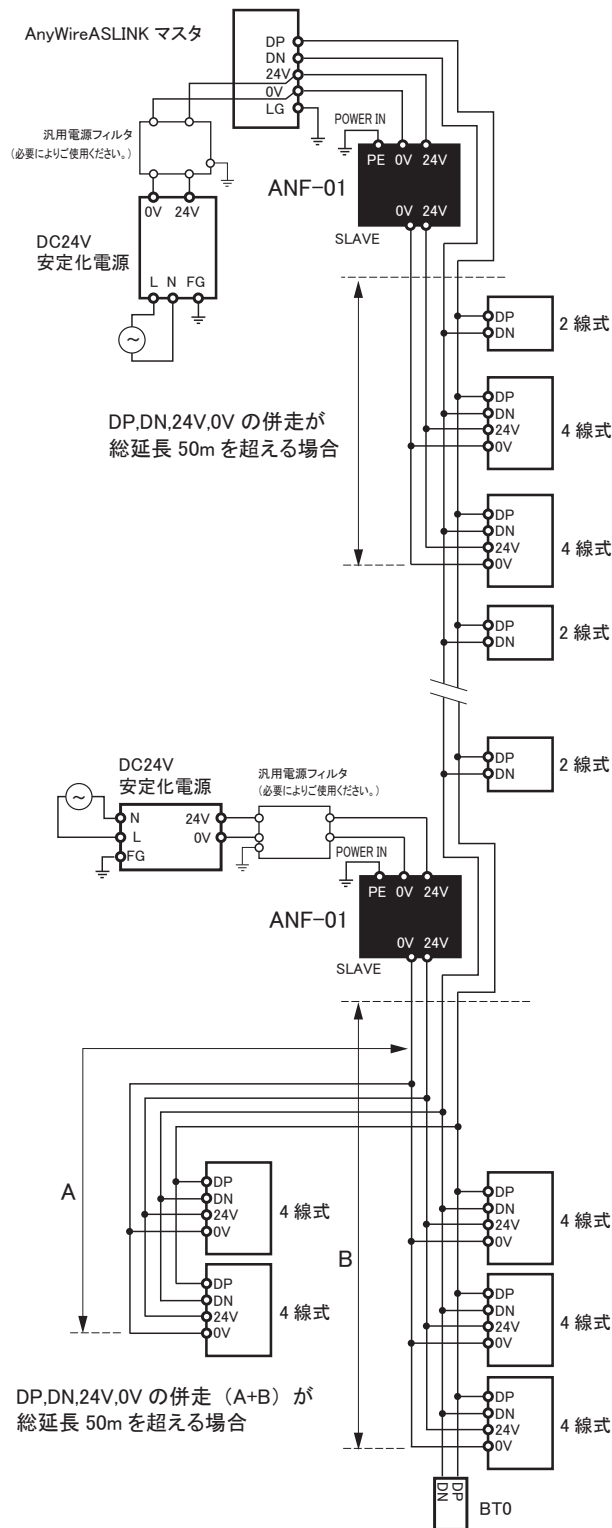 AnyWireASLINK マスタ
DP
DN
24V
0V
LG
汎用電源フィルタ
(必要によりご使用ください。)
0V 24V
DC24V
安定化電源
L N FG
POWER IN
PE 0V 24V
ANF-01
0V 24V
SLAVE
DP,DN,24V,0V の併走が
総延長 50m を超える場合
DP
DN
2 線式
DP
DN
24V
0V
4 線式
DP
DN
24V
0V
4 線式
DP
DN
2 線式
DP
DN
2 線式
DC24V
安定化電源
N
L
FG
24V
0V
汎用電源フィルタ
(必要によりご使用ください。)
POWER IN
PE 0V 24V
ANF-01
0V 24V
SLAVE
A
B
DP
DN
24V
0V
4 線式
DP
DN
24V
0V
4 線式
DP
DN
24V
0V
4 線式
DP
DN
24V
0V
4 線式
DP
DN
24V
0V
4 線式
DP,DN,24V,0V の併走（A+B）が
総延長 50m を超える場合
DN
DP
BT0